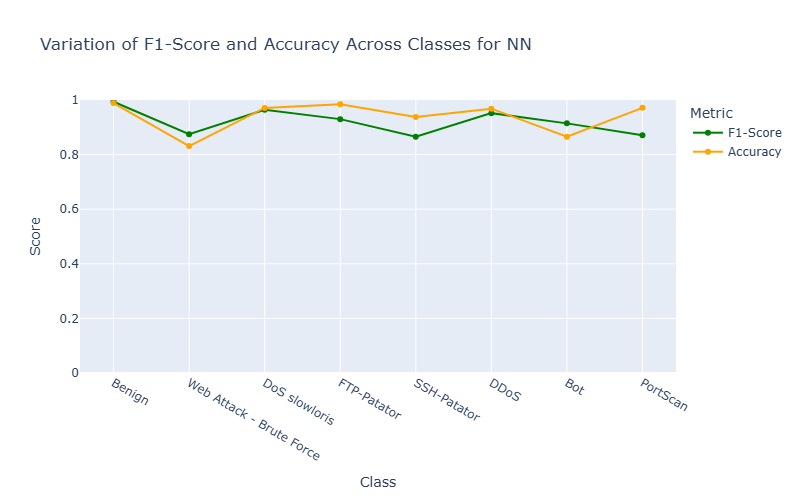 Variation of F1-Score and Accuracy Across Classes for NN
Metric
F1-Score
Accuracy
Score
1
0.8
0.6
0.4
0.2
0
Benign
Web Attack - Brute Force
DoS slowloris
FTP-Patator
SSH-Patator
DDoS
Bot
PortScan
Class